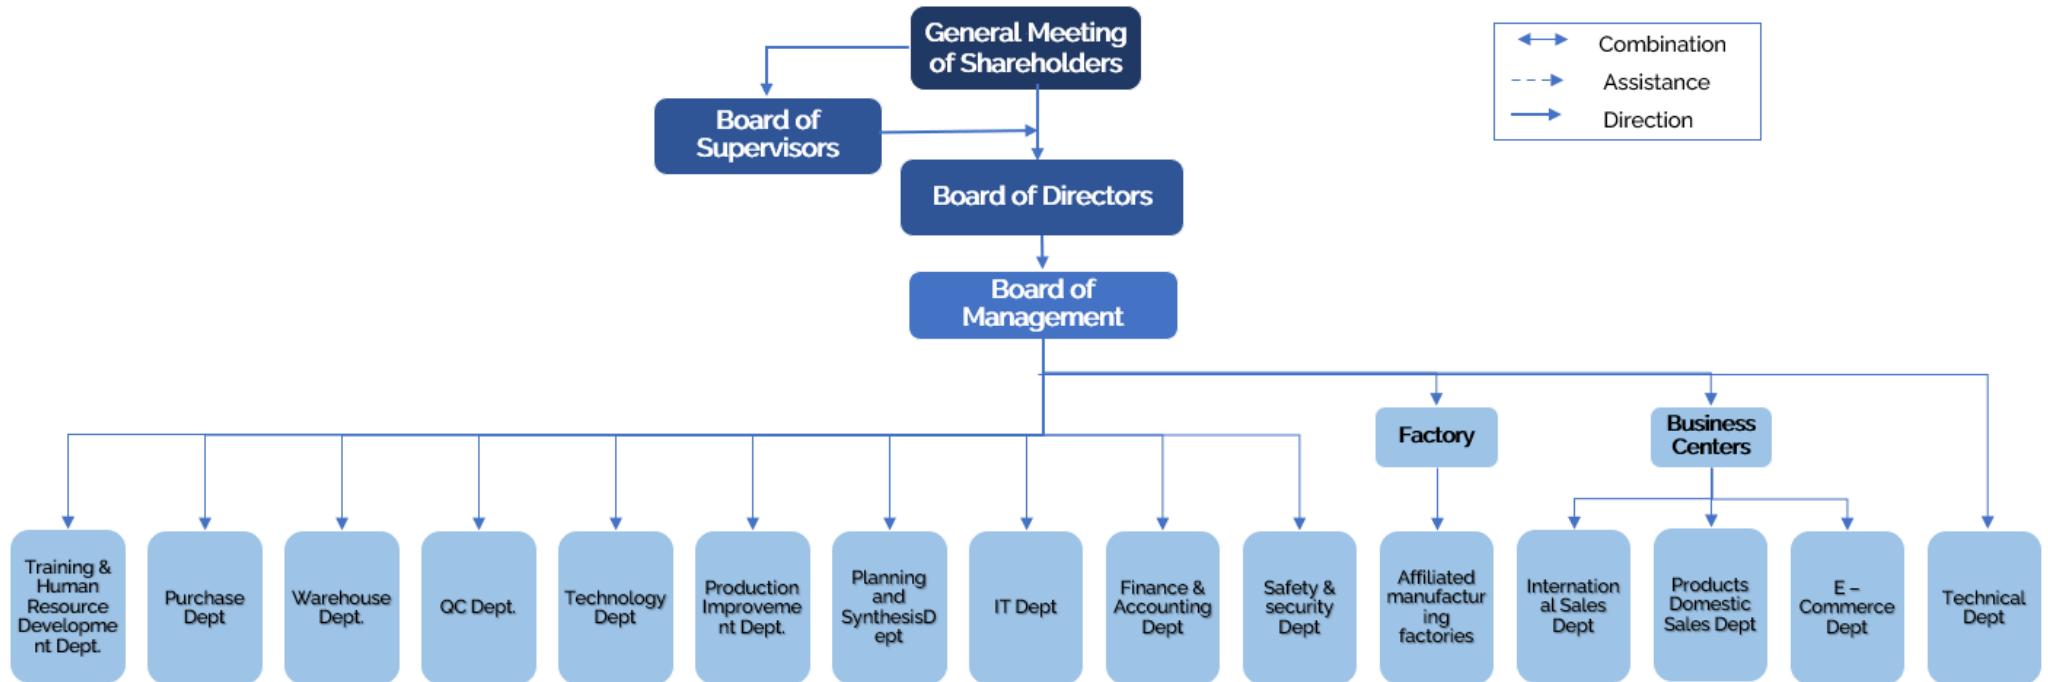 General Meeting
of Shareholders
Combination
Assistance
Direction
Board of
Supervisors
Board of Directors
Board of
Management
Factory
Business
Centers
Training &
Human
Resource
Developme
nt Dept.
Purchase
Dept
Warehouse
Dept.
QC Dept.
Technology
Dept
Production
Improveme
nt Dept.
Planning
and
SynthesisD
ept
IT Dept
Finance &
Accounting
Dept
Safety &
security
Dept
Affiliated
manufactur
ing
factories
Internation
al Sales
Dept
Products
Domestic
Sales Dept
E –
Commerce
Dept
Technical
Dept